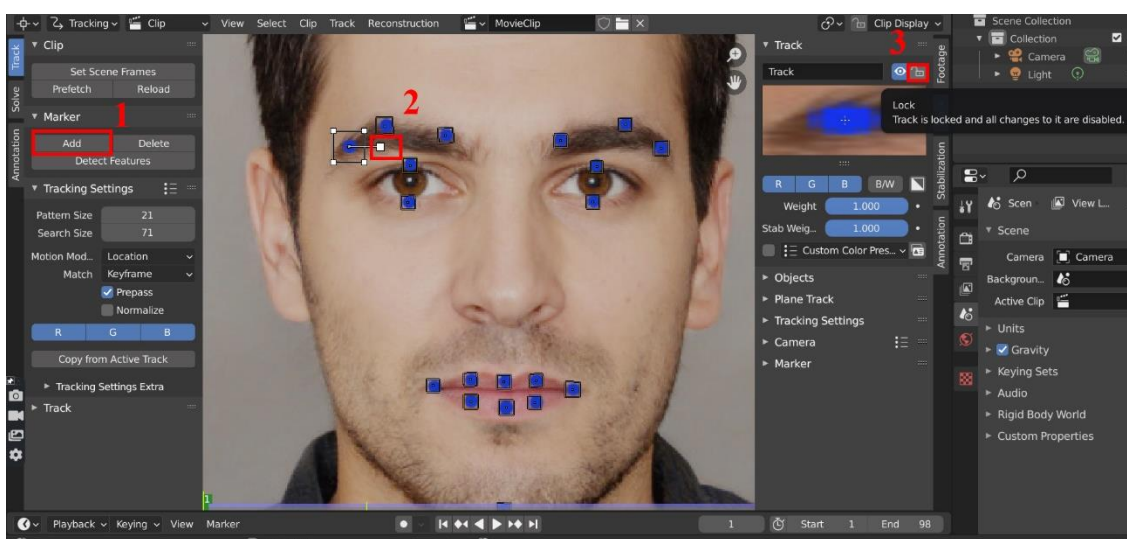 Tracking Clip View Select Clip Track Reconstruction MovieClip Clip Display
Track
Solve
Annotation
Clip
Set Scene Frames
Prefetch Reload
Marker
1
Add Delete
Detect Features
Tracking Settings
Pattern Size 21
Search Size 71
Motion Mod... Location
Match Keyframe
Prepass
Normalize
R G B
Copy from Active Track
Tracking Settings Extra
Track
2
3
Track
Track
Lock
Track is locked and all changes to it are disabled.
R G B B/W
Weight 1.000
Stab Weig... 1.000
Custom Color Pres...
Objects
Plane Track
Tracking Settings
Camera
Marker
Footage
Stabilization
Annotation
Scene Collection
Collection
Camera
Light
Scen View L...
Scene
Camera Camera
Backgroun...
Active Clip
Units
Gravity
Keying Sets
Audio
Rigid Body World
Custom Properties
1
Playback Keying View Marker 1 Start 1 End 98